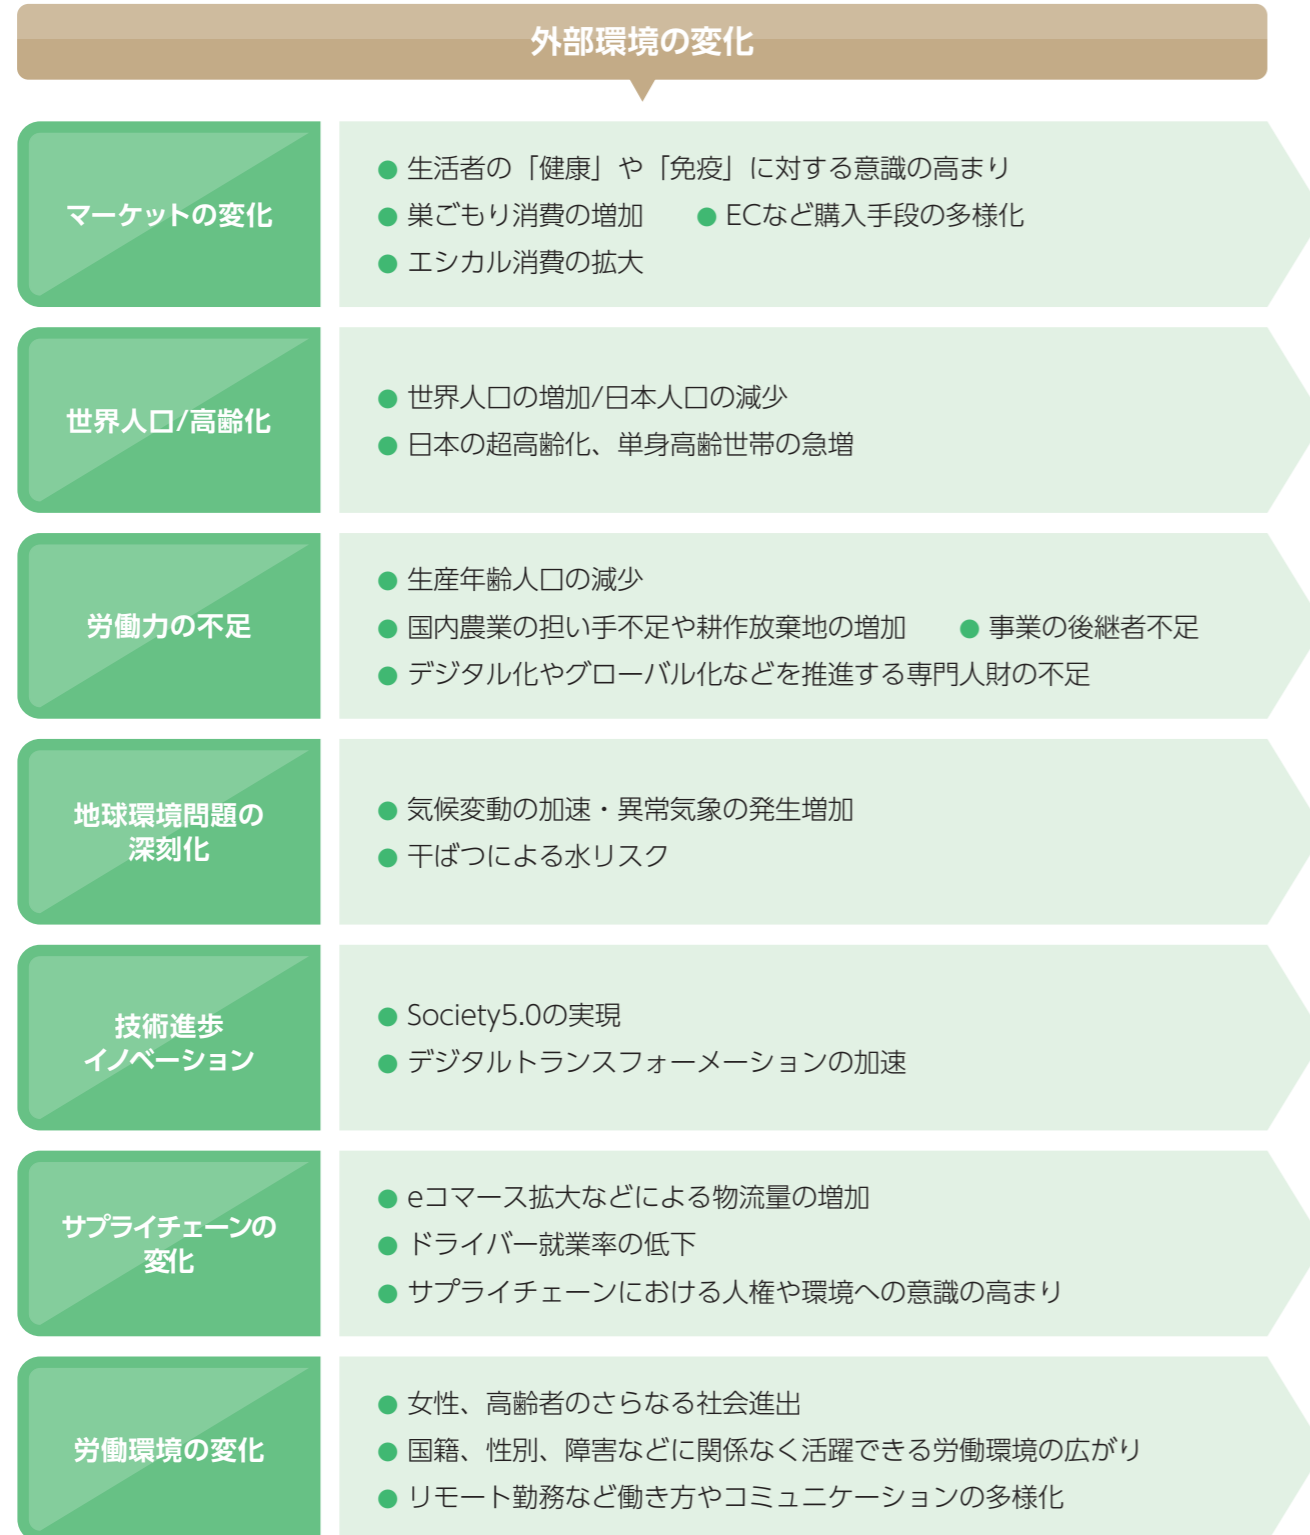 外部環境の変化
マーケットの変化
● 生活者の「健康」や「免疫」に対する意識の高まり
● 巣ごもり消費の増加 ● ECなど購入手段の多様化
● エシカル消費の拡大
世界人口/高齢化
● 世界人口の増加/日本人口の減少
● 日本の超高齢化、単身高齢世帯の急増
労働力の不足
● 生産年齢人口の減少
● 国内農業の担い手不足や耕作放棄地の増加 ● 事業の後継者不足
● デジタル化やグローバル化などを推進する専門人財の不足
地球環境問題の
深刻化
● 気候変動の加速・異常気象の発生増加
● 干ばつによる水リスク
技術進歩
イノベーション
● Society5.0の実現
● デジタルトランスフォーメーションの加速
サプライチェーンの
変化
● eコマース拡大などによる物流量の増加
● ドライバー就業率の低下
● サプライチェーンにおける人権や環境への意識の高まり
労働環境の変化
● 女性、高齢者のさらなる社会進出
● 国籍、性別、障害などに関係なく活躍できる労働環境の広がり
● リモート勤務など働き方やコミュニケーションの多様化